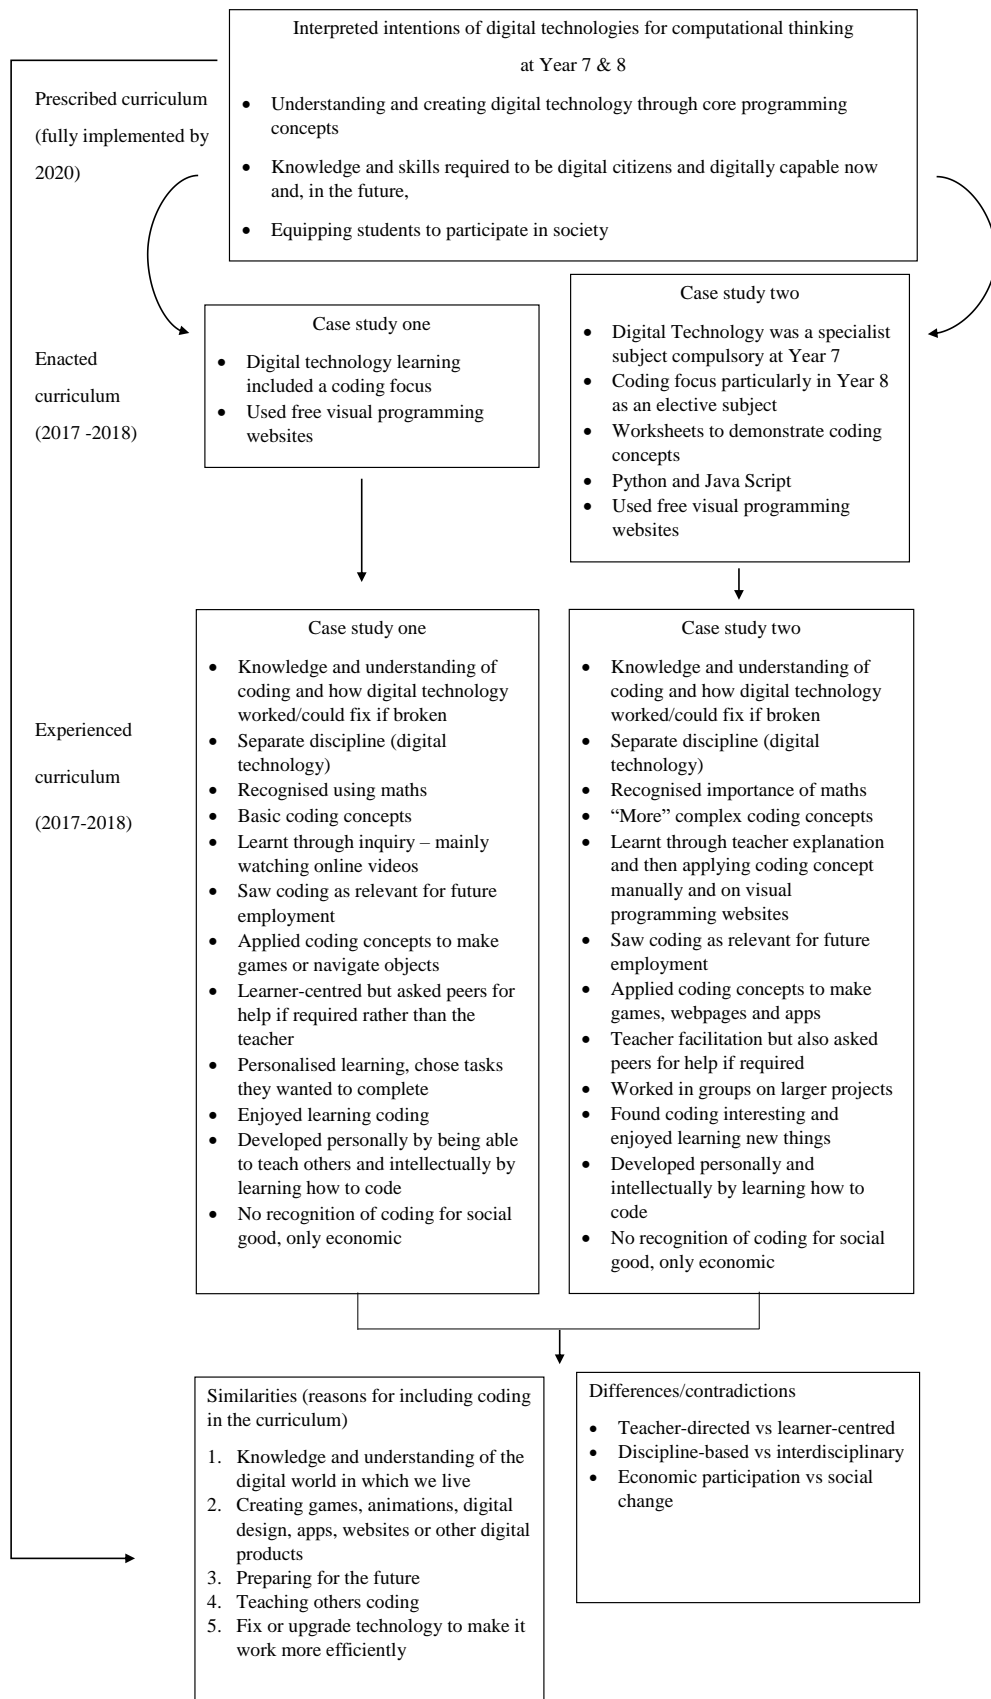 Interpreted intentions of digital technologies for computational thinking
at Year 7 & 8
• Understanding and creating digital technology through core programming
concepts
• Knowledge and skills required to be digital citizens and digitally capable now
and, in the future,
• Equipping students to participate in society
Prescribed curriculum
(fully implemented by
2020)
Enacted
curriculum
(2017 -2018)
Case study one
• Digital technology learning
included a coding focus
• Used free visual programming
websites
Case study two
• Digital Technology was a specialist
subject compulsory at Year 7
• Coding focus particularly in Year 8
as an elective subject
• Worksheets to demonstrate coding
concepts
• Python and Java Script
• Used free visual programming
websites
Experienced
curriculum
(2017-2018)
Case study one
• Knowledge and understanding of
coding and how digital technology
worked/could fix if broken
• Separate discipline (digital
technology)
• Recognised using maths
• Basic coding concepts
• Learnt through inquiry – mainly
watching online videos
• Saw coding as relevant for future
employment
• Applied coding concepts to make
games or navigate objects
• Learner-centred but asked peers for
help if required rather than the
teacher
• Personalised learning, chose tasks
they wanted to complete
• Enjoyed learning coding
• Developed personally by being able
to teach others and intellectually by
learning how to code
• No recognition of coding for social
good, only economic
Case study two
• Knowledge and understanding of
coding and how digital technology
worked/could fix if broken
• Separate discipline (digital
technology)
• Recognised importance of maths
• “More” complex coding concepts
• Learnt through teacher explanation
and then applying coding concept
manually and on visual
programming websites
• Saw coding as relevant for future
employment
• Applied coding concepts to make
games, webpages and apps
• Teacher facilitation but also asked
peers for help if required
• Worked in groups on larger projects
• Found coding interesting and
enjoyed learning new things
• Developed personally and
intellectually by learning how to
code
• No recognition of coding for social
good, only economic
Similarities (reasons for including coding
in the curriculum)
1. Knowledge and understanding of the
digital world in which we live
2. Creating games, animations, digital
design, apps, websites or other digital
products
3. Preparing for the future
4. Teaching others coding
5. Fix or upgrade technology to make it
work more efficiently
Differences/contradictions
• Teacher-directed vs learner-centred
• Discipline-based vs interdisciplinary
• Economic participation vs social
change